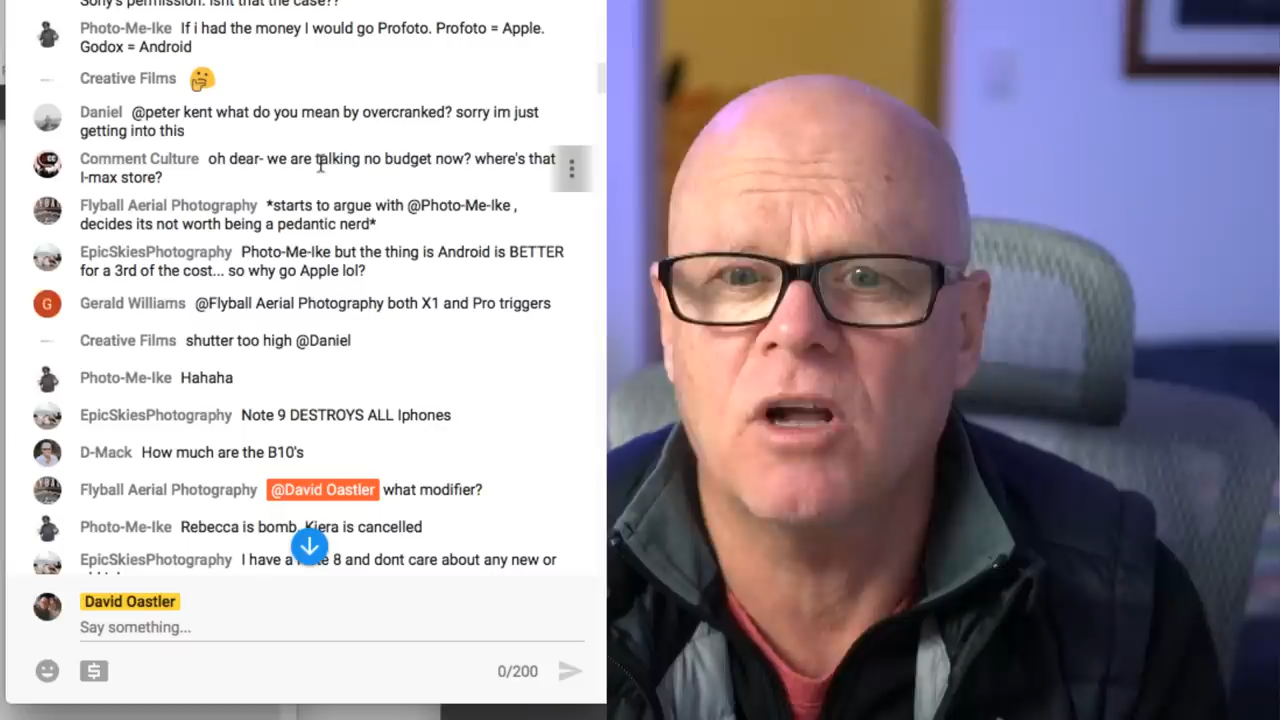 Sony's permission. Isnt that the case??
Photo-Me-Ike If i had the money I would go Profoto. Profoto = Apple.
Godox = Android
Creative Films 🤔
Daniel @peter kent what do you mean by overcranked? sorry im just
getting into this
Comment Culture oh dear- we are talking no budget now? where's that
I-max store?
Flyball Aerial Photography *starts to argue with @Photo-Me-Ike ,
decides its not worth being a pedantic nerd*
EpicSkiesPhotography Photo-Me-Ike but the thing is Android is BETTER
for a 3rd of the cost... so why go Apple lol?
G
Gerald Williams @Flyball Aerial Photography both X1 and Pro triggers
Creative Films shutter too high @Daniel
Photo-Me-Ike Hahaha
EpicSkiesPhotography Note 9 DESTROYS ALL Iphones
D-Mack How much are the B10's
Flyball Aerial Photography @David Oastler what modifier?
Photo-Me-Ike Rebecca is bomb, Kiera is cancelled
EpicSkiesPhotography I have a 8 and dont care about any new or
David Oastler
Say something...
0/200